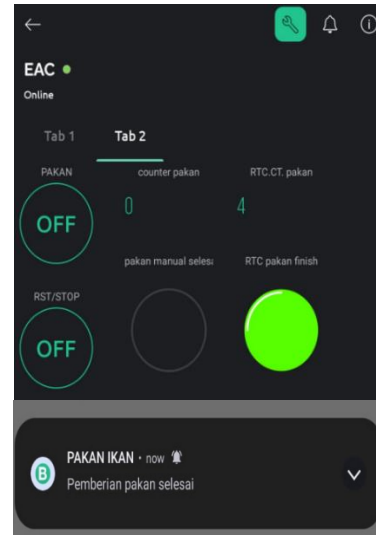 EAC
Online
Tab 1 Tab 2
PAKAN counter pakan RTC.CT. pakan
OFF 0 4
pakan manual seles RTC pakan finish
RST/STOP
OFF
B PAKAN IKAN · now
Pemberian pakan selesai